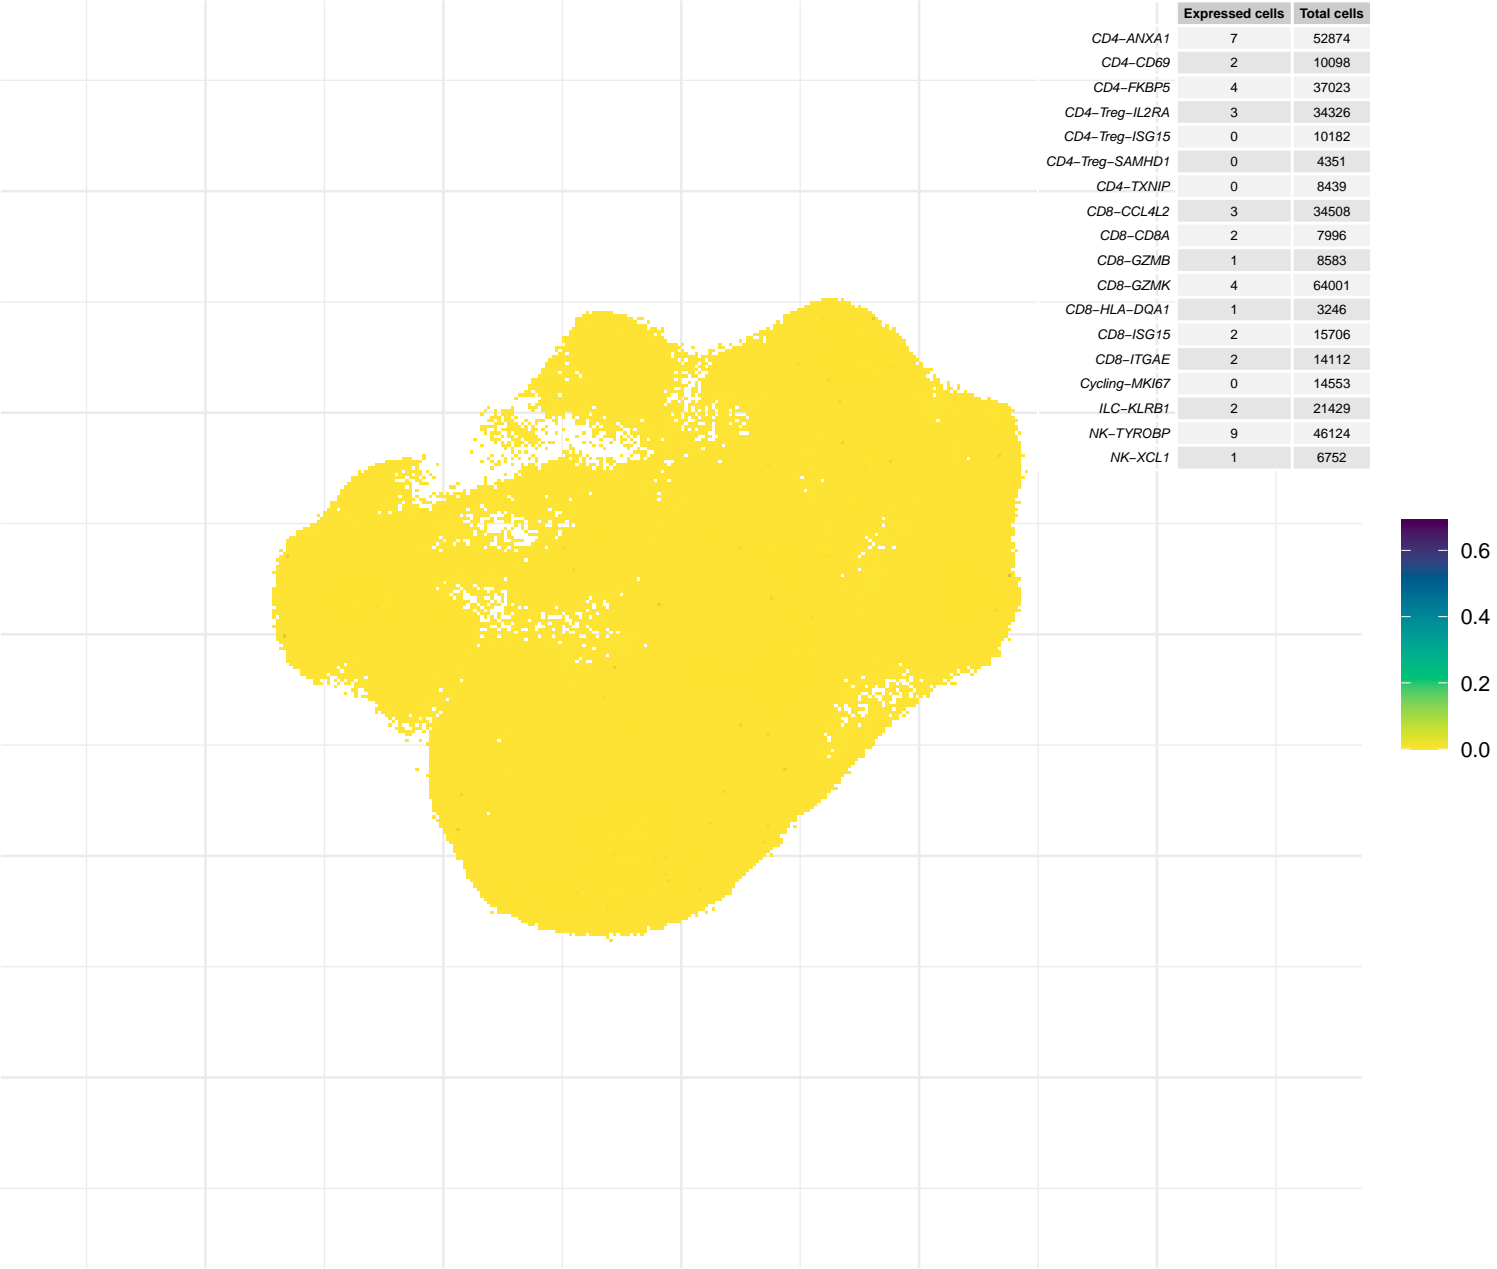 Expressed cells Total cells
CD4−ANXA1 7 52874
CD4−CD69 2 10098
CD4−FKBP5 4 37023
CD4−Treg−IL2RA 3 34326
CD4−Treg−ISG15 0 10182
CD4−Treg−SAMHD1 0 4351
CD4−TXNIP 0 8439
CD8−CCL4L2 3 34508
CD8−CD8A 2 7996
CD8−GZMB 1 8583
CD8−GZMK 4 64001
CD8−HLA−DQA1 1 3246
CD8−ISG15 2 15706
CD8−ITGAE 2 14112
Cycling−MKI67 0 14553
ILC−KLRB1 2 21429
NK−TYROBP 9 46124
NK−XCL1 1 6752
0.6
0.4
0.2
0.0